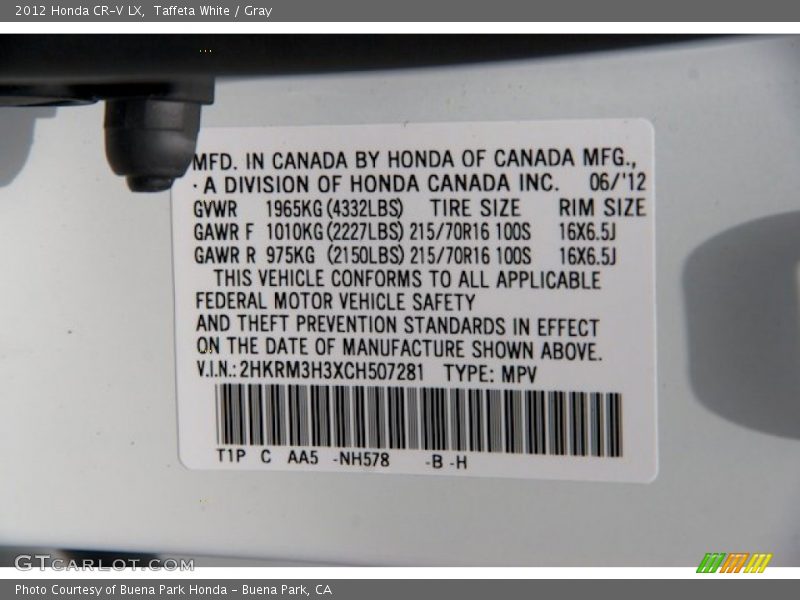 2012 Honda CR-V LX,  Taffeta White / Gray
MFD. IN CANADA BY HONDA OF CANADA MFG.,
·A DIVISION OF HONDA CANADA INC. 06/'12
GVWR 1965KG (4332LBS) TIRE SIZE RIM SIZE
GAWR F 1010KG (2227LBS) 215/70R16 100S 16X6.5J
GAWR R 975KG (2150LBS) 215/70R16 100S 16X6.5J
THIS VEHICLE CONFORMS TO ALL APPLICABLE
FEDERAL MOTOR VEHICLE SAFETY
AND THEFT PREVENTION STANDARDS IN EFFECT
ON THE DATE OF MANUFACTURE SHOWN ABOVE.
V.I.N.: 2HKRM3H3XCH507281 TYPE: MPV
T1P C AA5 -NH578 -B -H
GTCARLOT.COM
Photo Courtesy of Buena Park Honda - Buena Park, CA